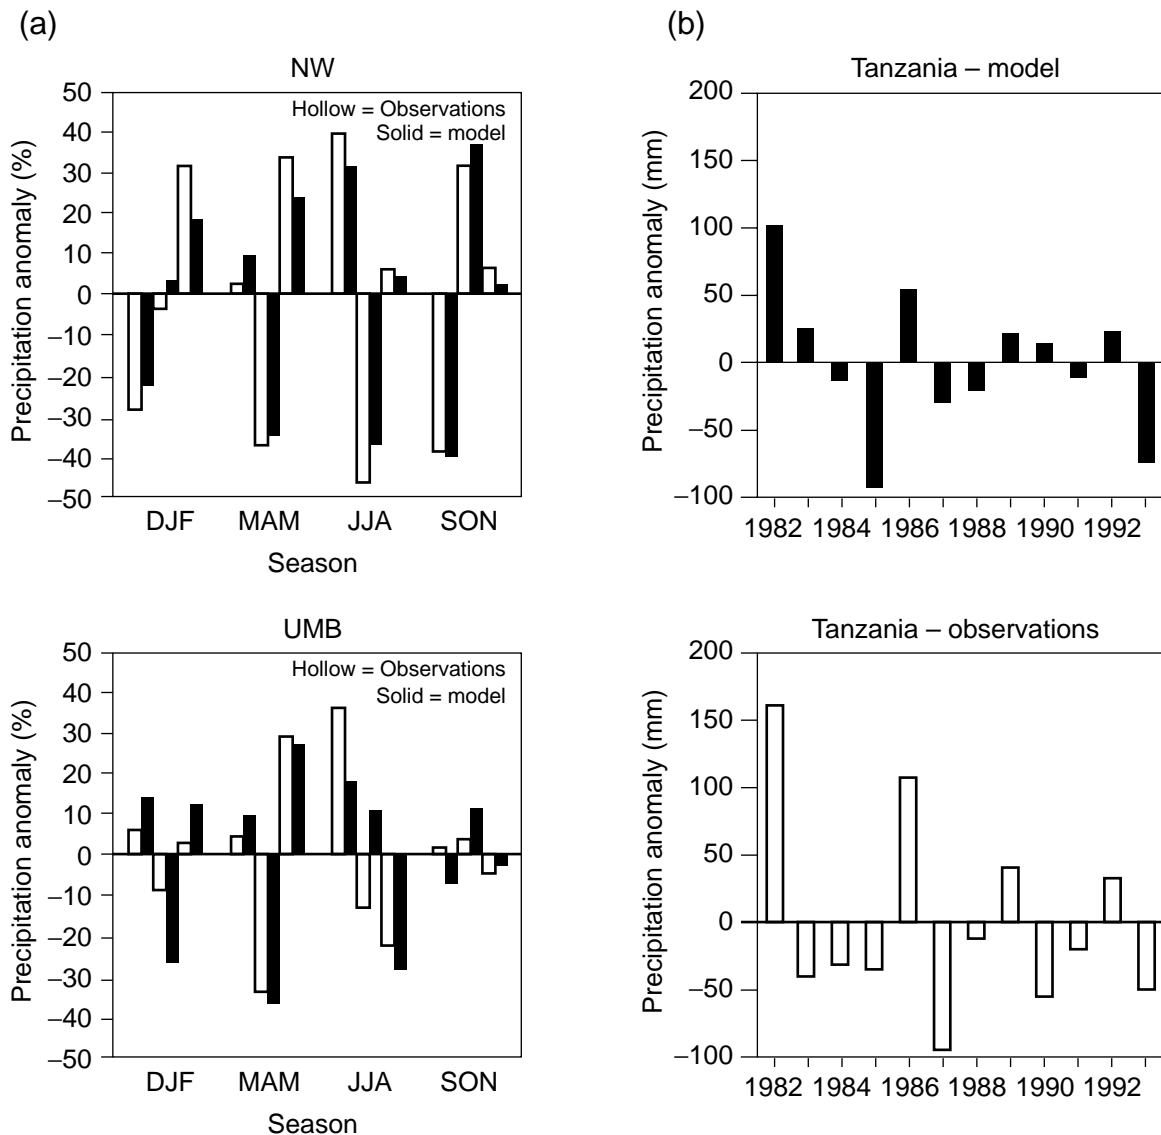 (a)
NW
Hollow = Observations
Solid = model
Precipitation anomaly (%)
50
40
30
20
10
0
–10
–20
–30
–40
–50
DJF MAM JJA SON
Season
UMB
Hollow = Observations
Solid = model
Precipitation anomaly (%)
50
40
30
20
10
0
–10
–20
–30
–40
–50
DJF MAM JJA SON
Season
(b)
Tanzania – model
Precipitation anomaly (mm)
200
150
100
50
0
–50
–100
1982 1984 1986 1988 1990 1992
Tanzania – observations
Precipitation anomaly (mm)
200
150
100
50
0
–50
–100
1982 1984 1986 1988 1990 1992